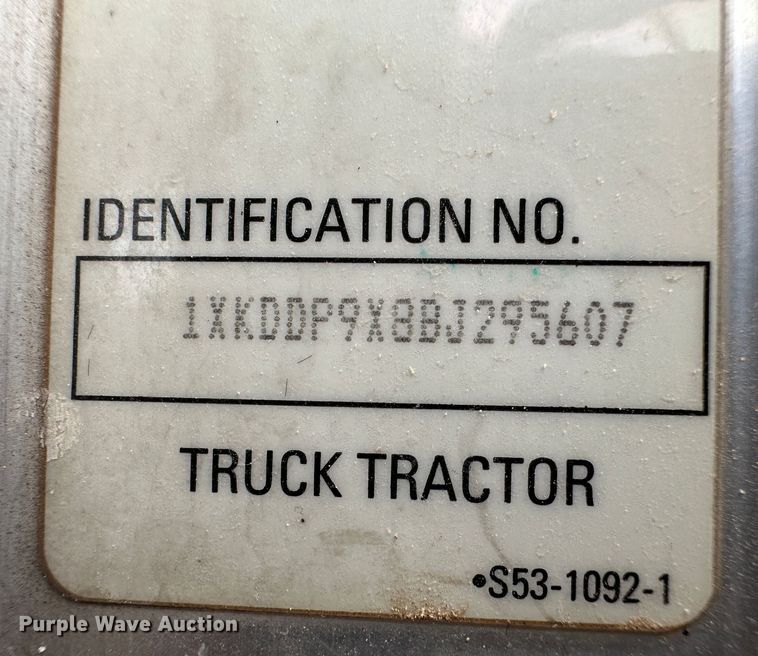 IDENTIFICATION NO.
1XKDDP9X8BJ295607
TRUCK TRACTOR
•S53-1092-1
Purple Wave Auction